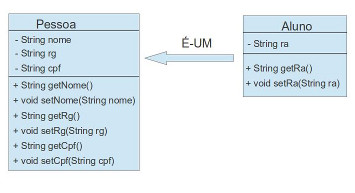 Pessoa
- String nome
- String rg
- String cpf
+ String getNome()
+ void setNome(String nome)
+ String getRg()
+ void setRg(String rg)
+ String getCpf()
+ void setCpf(String cpf)
É-UM
Aluno
- String ra
+ String getRa()
+ void setRa(String ra)